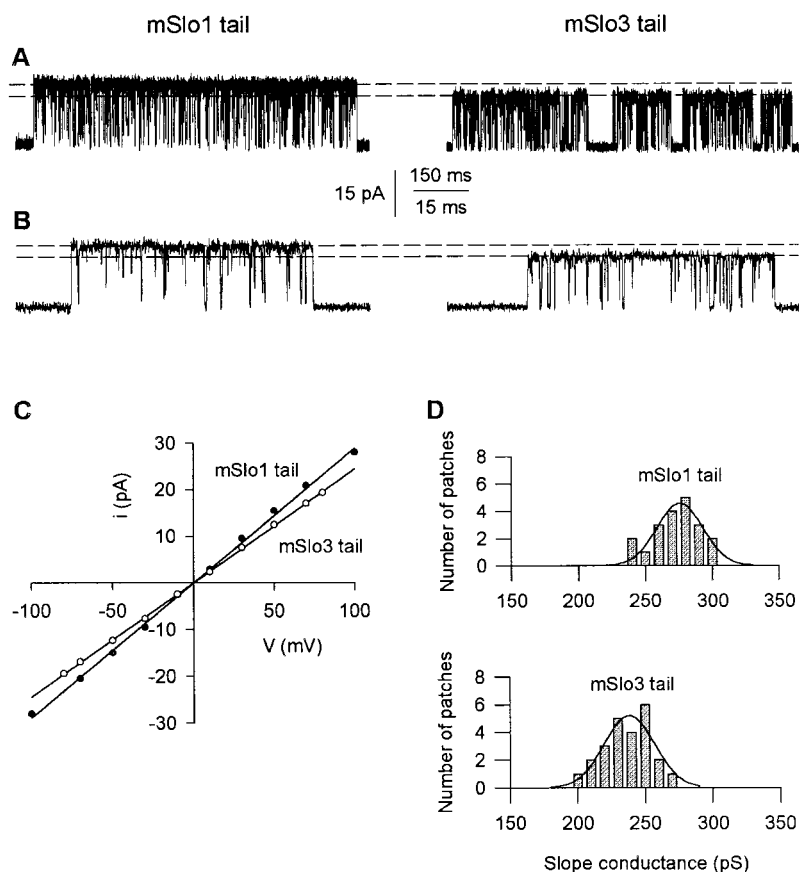 mSlo1 tail
mSlo3 tail
A
15 pA
150 ms
15 ms
B
C
i (pA)
30
20
10
-10
-20
-30
-100
-50
50
100
V (mV)
mSlo1 tail
mSlo3 tail
D
Number of patches
8
6
4
2
0
mSlo1 tail
150
200
250
300
350
Number of patches
8
6
4
2
0
mSlo3 tail
150
200
250
300
350
Slope conductance (pS)